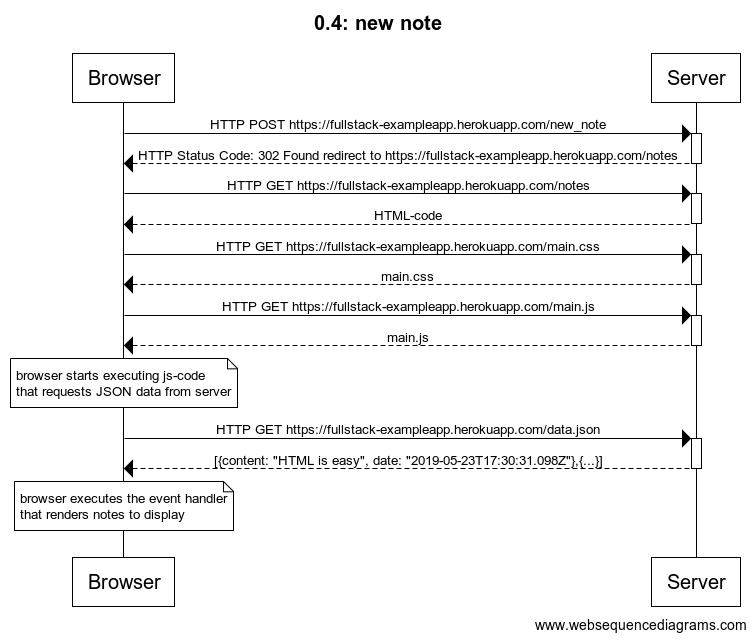 0.4: new note
Browser
Server
HTTP POST https://fullstack-exampleapp.herokuapp.com/new_note
HTTP Status Code: 302 Found redirect to https://fullstack-exampleapp.herokuapp.com/notes
HTTP GET https://fullstack-exampleapp.herokuapp.com/notes
HTML-code
HTTP GET https://fullstack-exampleapp.herokuapp.com/main.css
main.css
HTTP GET https://fullstack-exampleapp.herokuapp.com/main.js
main.js
browser starts executing js-code
that requests JSON data from server
HTTP GET https://fullstack-exampleapp.herokuapp.com/data.json
[{content: "HTML is easy", date: "2019-05-23T17:30:31.098Z"},{...}]
browser executes the event handler
that renders notes to display
Browser
Server
www.websequencediagrams.com